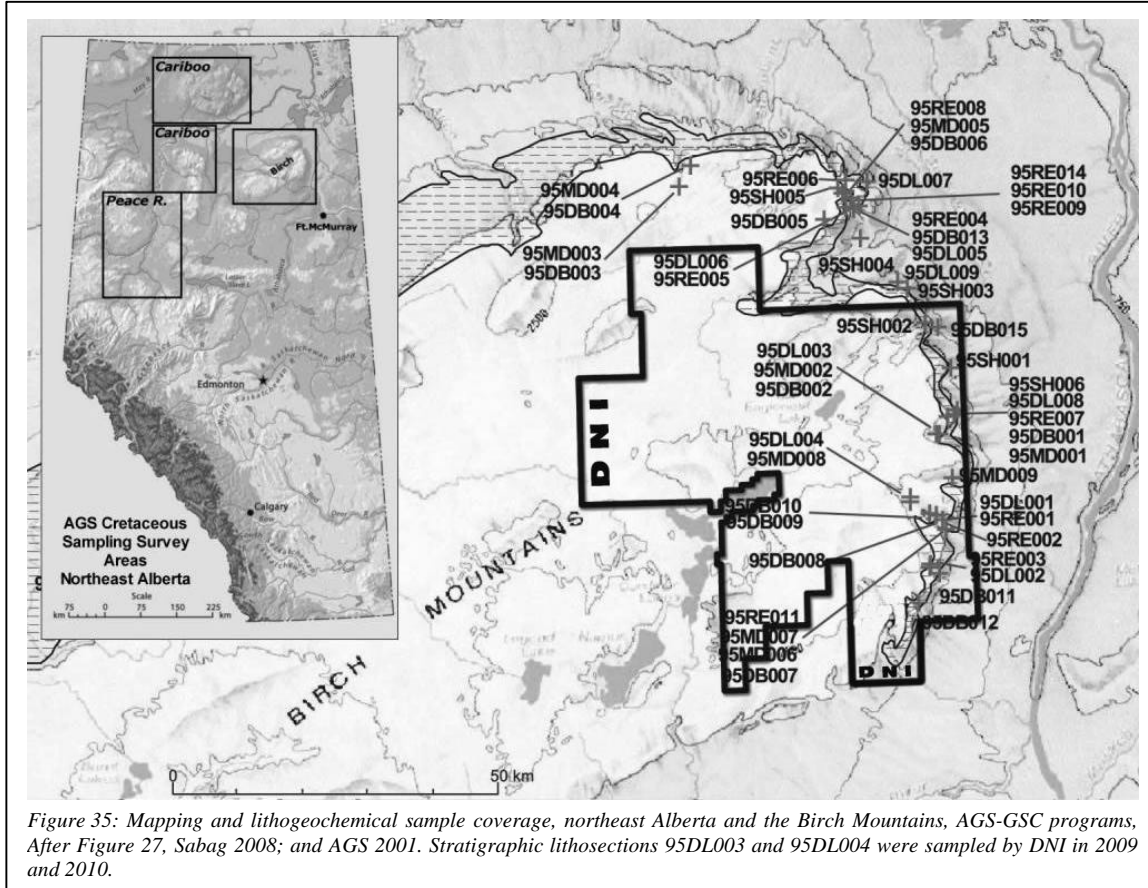 Cariboo
Cariboo
Birch
Peace R.
Ft.McMurray
Edmonton
Calgary
AGS Cretaceous
Sampling Survey
Areas
Northeast Alberta
Scale
75 0 75 150 225
km km
95RE008
95MD005
95DB006
95RE006
95DL007
95SH005
95RE014
95RE010
95RE009
95MD004
95DB004
95DB005
95RE004
95DB013
95DL005
95MD003
95DB003
95DL006
95RE005
95SH004
95DL009
95SH003
2500
95SH002
95DB015
95DL003
95MD002
95DB002
95SH001
95SH006
95DL008
95RE007
95DB001
95MD001
DNI
95DL004
95MD008
95MD009
95DB010
95DB009
95DL001
95RE001
95RE002
95DB008
95RE003
95DL002
95DB011
95DB012
95RE011
95MD007
95MD006
95DB007
DNI
BIRCH MOUNTAINS
ATHABASCA
0 50 km
Figure 35: Mapping and lithogeochemical sample coverage, northeast Alberta and the Birch Mountains, AGS-GSC programs,
After Figure 27, Sabag 2008; and AGS 2001. Stratigraphic lithosections 95DL003 and 95DL004 were sampled by DNI in 2009
and 2010.